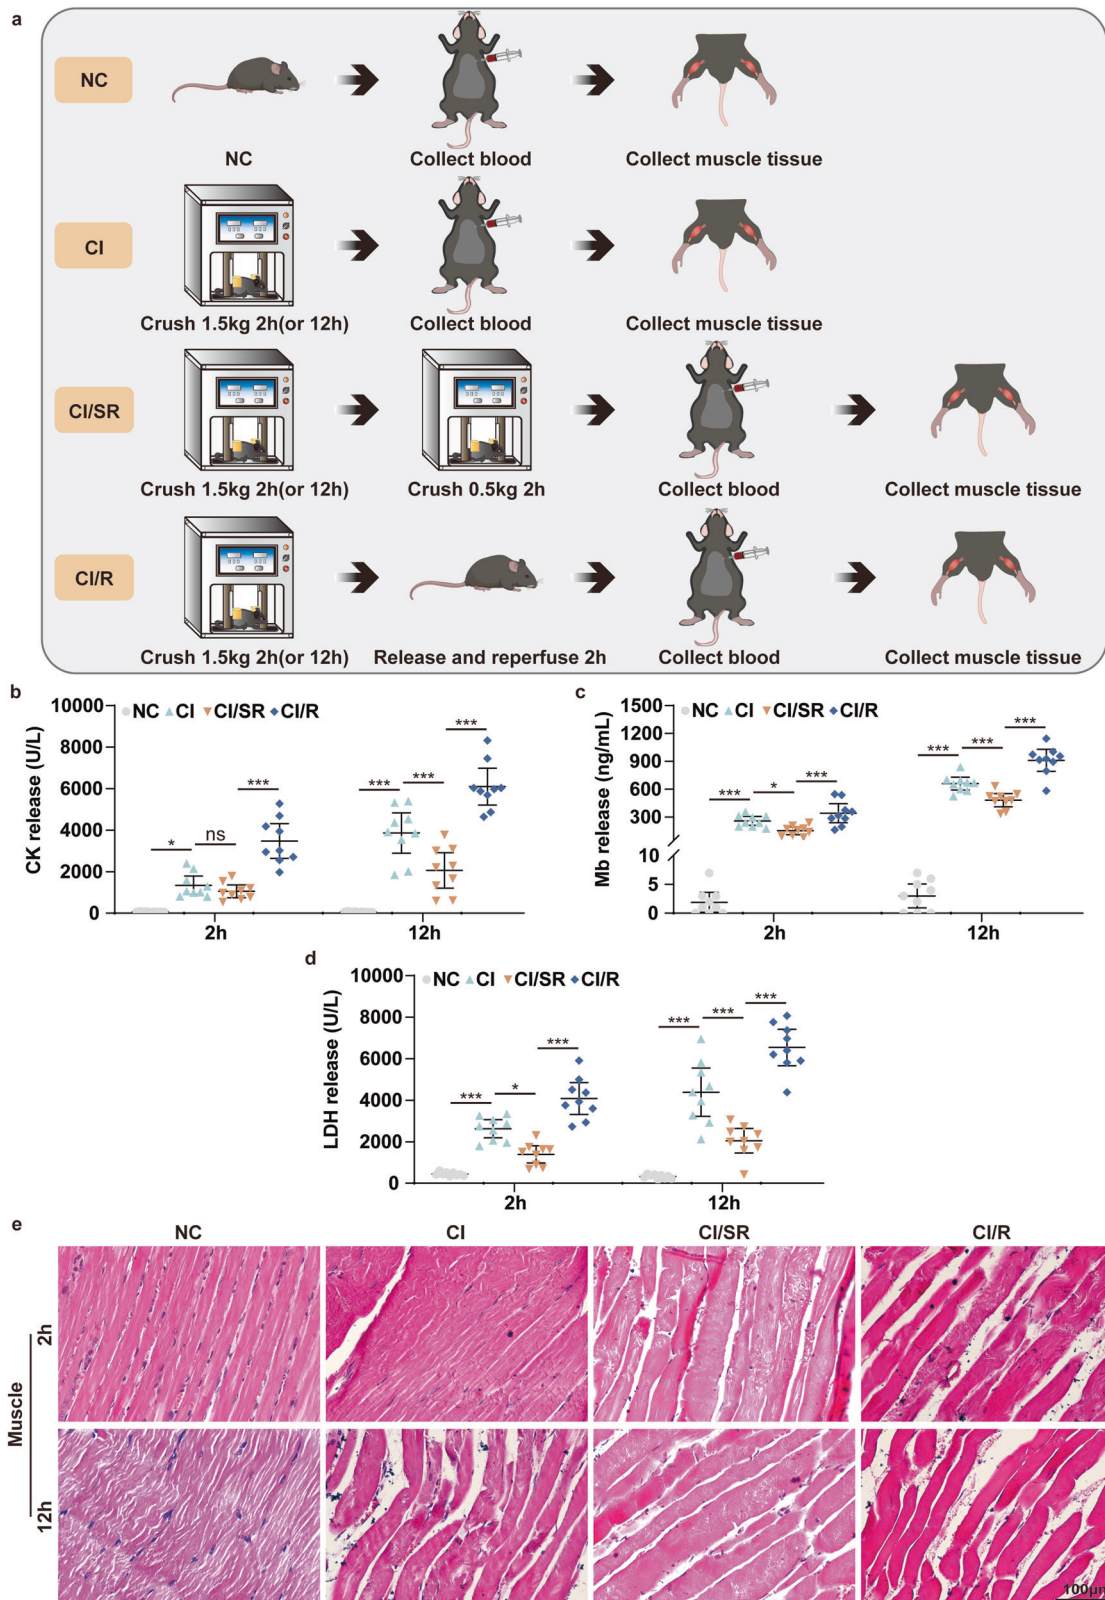 a
NC
NC
Collect blood
Collect muscle tissue
CI
Crush 1.5kg 2h(or 12h)
Collect blood
Collect muscle tissue
CI/SR
Crush 1.5kg 2h(or 12h)
Crush 0.5kg 2h
Collect blood
Collect muscle tissue
CI/R
Crush 1.5kg 2h(or 12h)
Release and reperfuse 2h
Collect blood
Collect muscle tissue
b
CK release (U/L)
10000
8000
6000
4000
2000
0
NC CI CI/SR CI/R
*
ns
***
***
***
***
2h
12h
c
Mb release (ng/mL)
1500
1200
900
600
300
10
5
0
NC CI CI/SR CI/R
***
*
***
***
***
***
2h
12h
d
LDH release (U/L)
10000
8000
6000
4000
2000
0
NC CI CI/SR CI/R
***
*
***
***
***
***
2h
12h
e
NC
CI
CI/SR
CI/R
Muscle
2h
12h
100μm